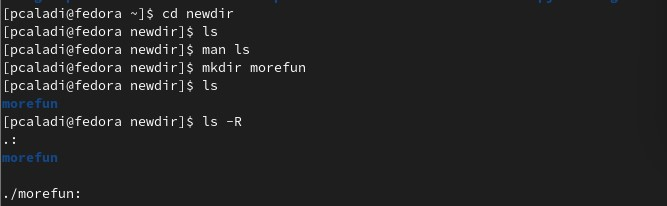 [pcaladi@fedora ~]$ cd newdir
[pcaladi@fedora newdir]$ ls
[pcaladi@fedora newdir]$ man ls
[pcaladi@fedora newdir]$ mkdir morefun
[pcaladi@fedora newdir]$ ls
morefun
[pcaladi@fedora newdir]$ ls -R
.:
morefun

./morefun: